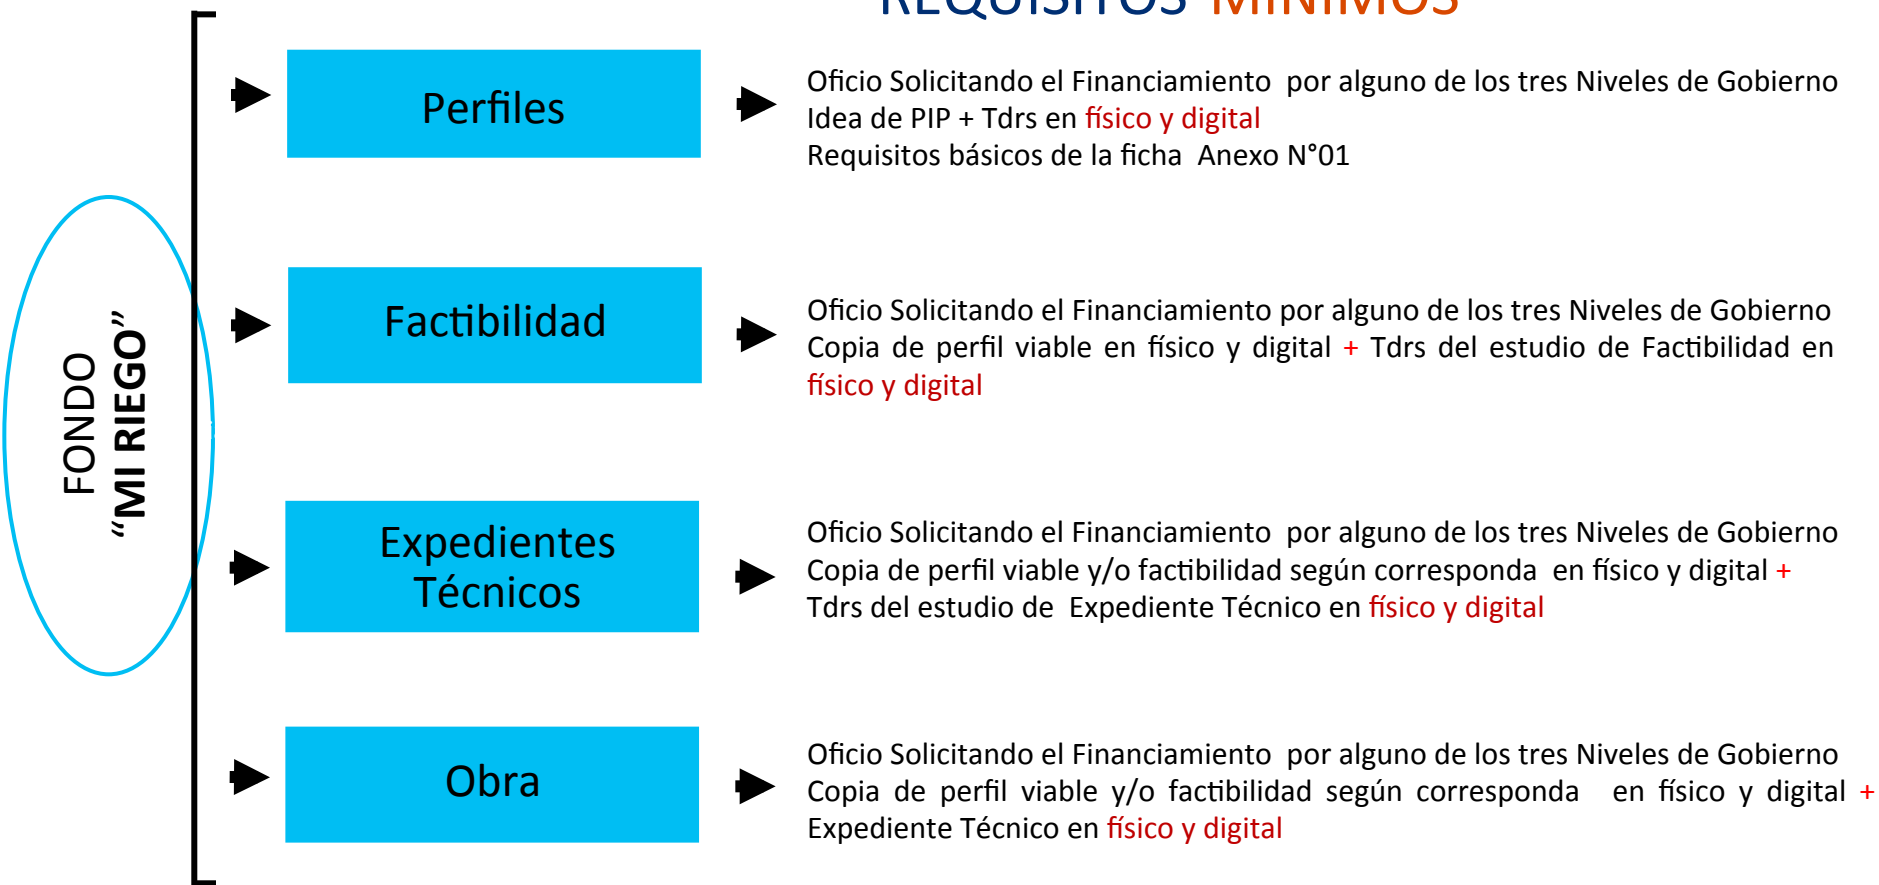 REQUISITOS MÍNIMOS
FONDO
“MI RIEGO”
Perfiles
Oficio Solicitando el Financiamiento por alguno de los tres Niveles de Gobierno
Idea de PIP + Tdrs en físico y digital
Requisitos básicos de la ficha Anexo N°01
Factibilidad
Oficio Solicitando el Financiamiento por alguno de los tres Niveles de Gobierno
Copia de perfil viable en físico y digital + Tdrs del estudio de Factibilidad en
físico y digital
Expedientes
Técnicos
Oficio Solicitando el Financiamiento por alguno de los tres Niveles de Gobierno
Copia de perfil viable y/o factibilidad según corresponda en físico y digital +
Tdrs del estudio de Expediente Técnico en físico y digital
Obra
Oficio Solicitando el Financiamiento por alguno de los tres Niveles de Gobierno
Copia de perfil viable y/o factibilidad según corresponda en físico y digital +
Expediente Técnico en físico y digital